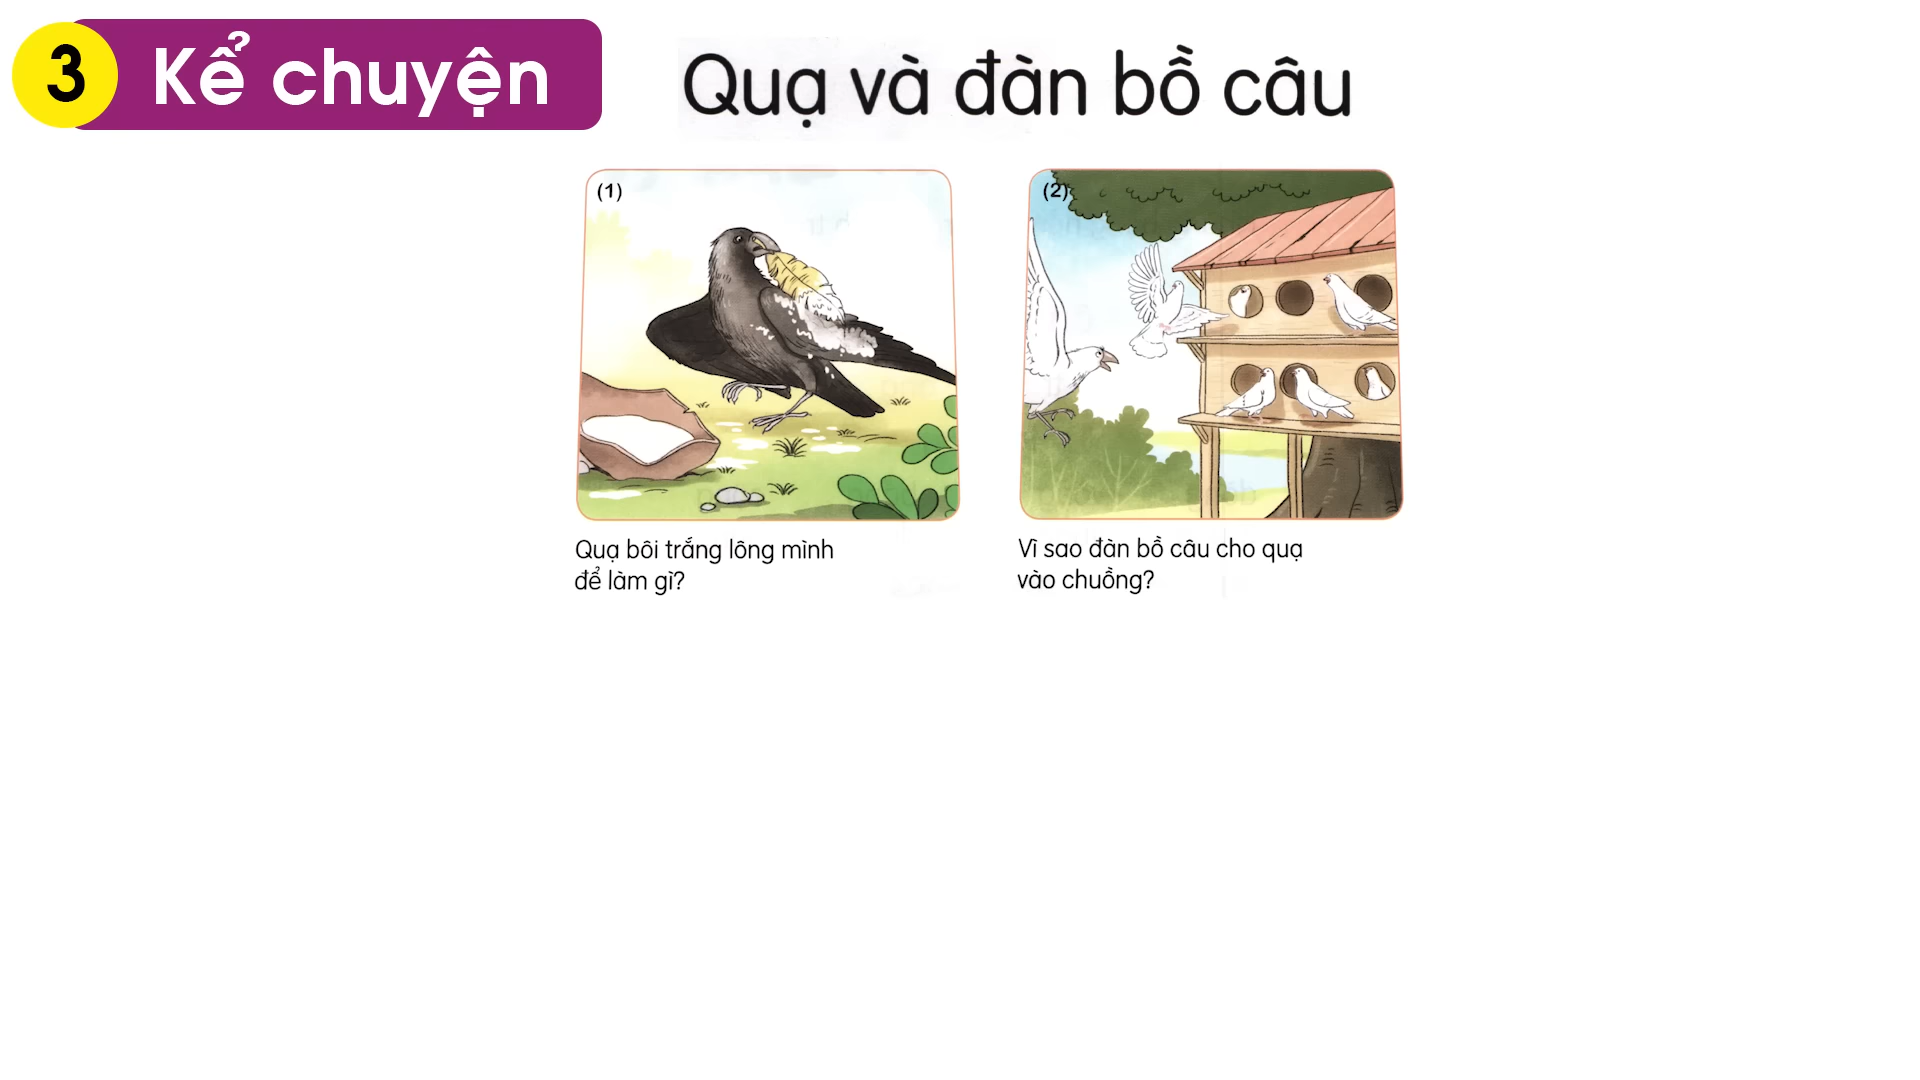 3 Kể chuyện
Quạ và đàn bồ câu
(1)
(2)
Quạ bôi trắng lông mình
để làm gì?
Vì sao đàn bồ câu cho quạ
vào chuồng?